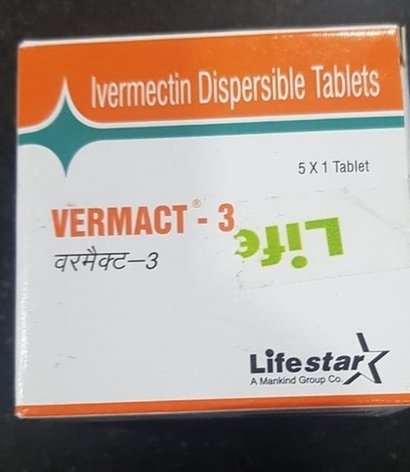 Ivermectin Dispersible Tablets
5 X 1 Tablet
VERMACT® - 3
वरमैक्ट–3
Life
Lifestar
A Mankind Group Co.